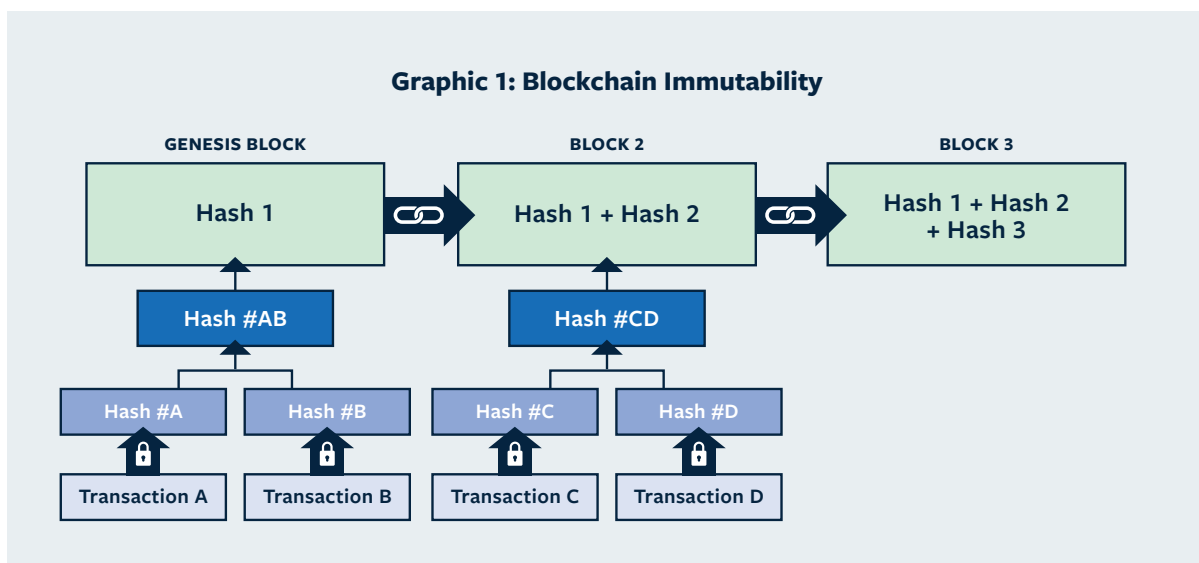 Graphic 1: Blockchain Immutability
GENESIS BLOCK
BLOCK 2
BLOCK 3
Hash 1
Hash 1 + Hash 2
Hash 1 + Hash 2
+ Hash 3
Hash #AB
Hash #CD
Hash #A
Hash #B
Hash #C
Hash #D
Transaction A
Transaction B
Transaction C
Transaction D